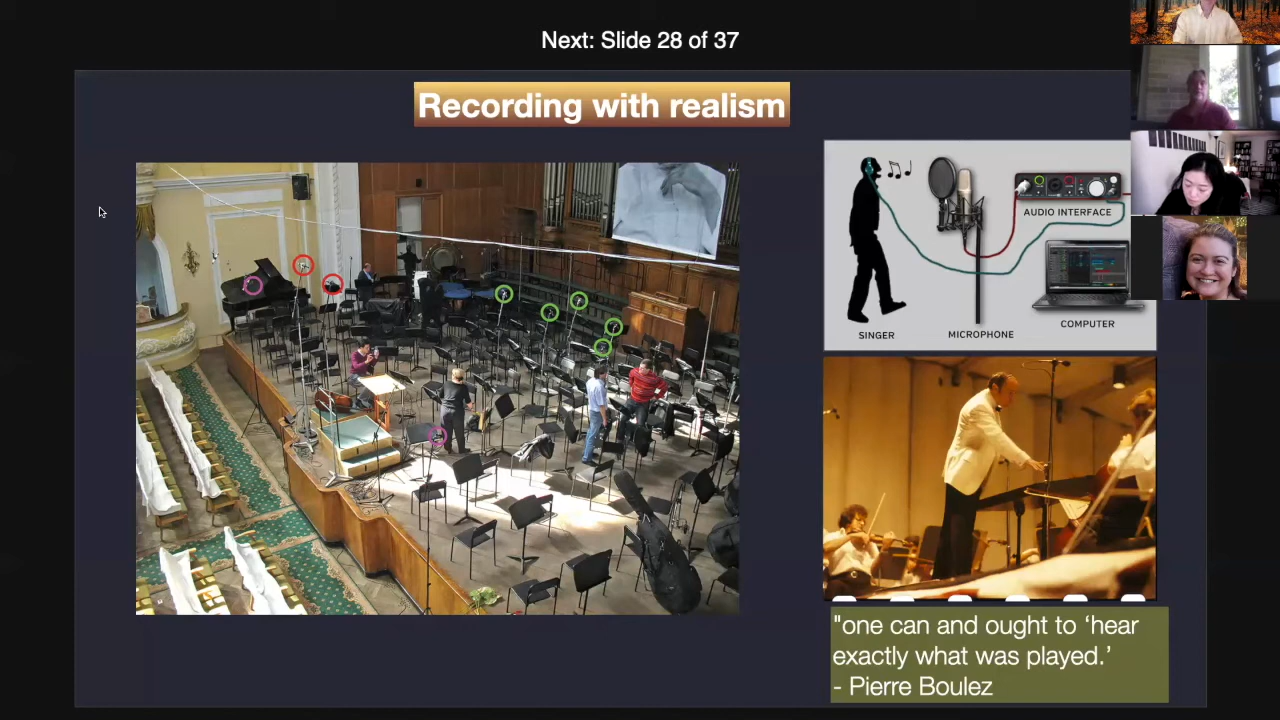 Next: Slide 28 of 37
Recording with realism
AUDIO INTERFACE
SINGER
MICROPHONE
COMPUTER
"one can and ought to ‘hear
exactly what was played.’
- Pierre Boulez